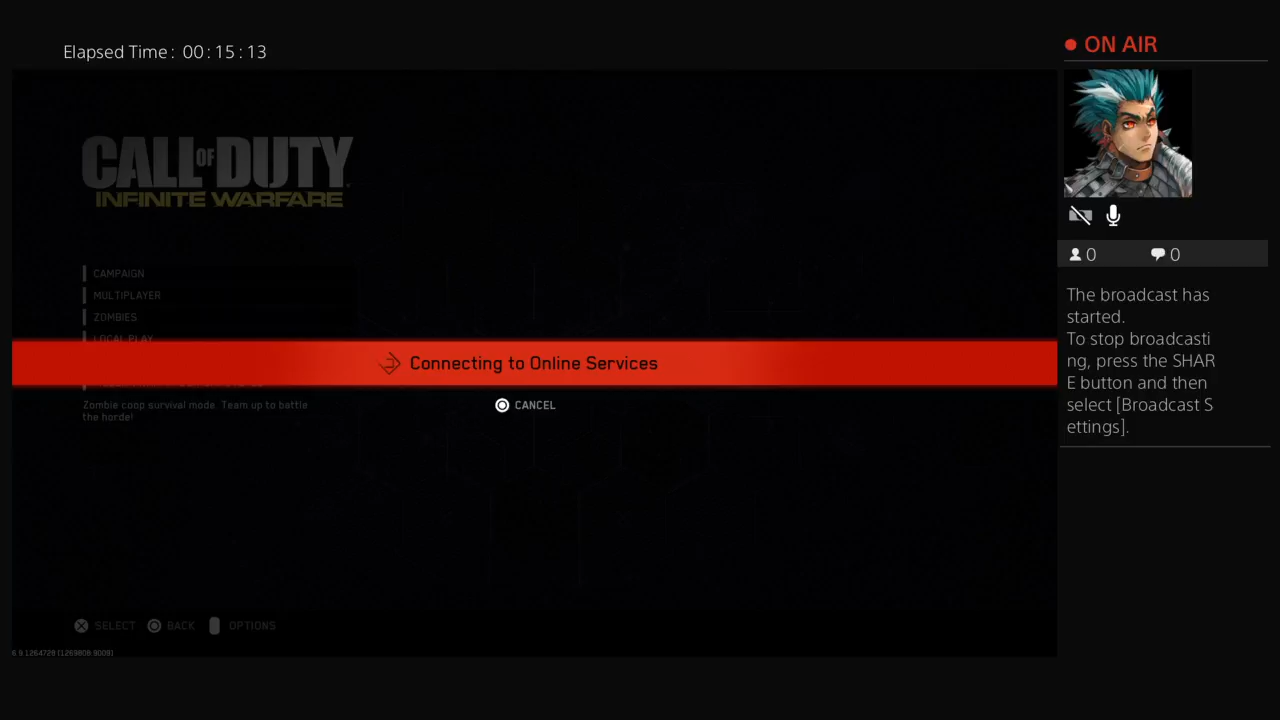 Elapsed Time: 00:15:13
ON AIR
CALL OF DUTY
INFINITE WARFARE
0
0
CAMPAIGN
MULTIPLAYER
ZOMBIES
LOCAL PLAY
Connecting to Online Services
CANCEL
Zombie coop survival mode. Team up to battle
the horde!
The broadcast has
started.
To stop broadcasti
ng, press the SHAR
E button and then
select [Broadcast S
ettings].
SELECT
BACK
OPTIONS